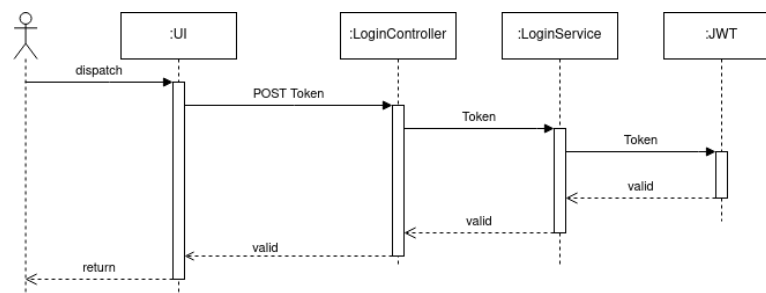 :UI
:LoginController
:LoginService
:JWT
dispatch
POST Token
Token
Token
valid
valid
valid
return